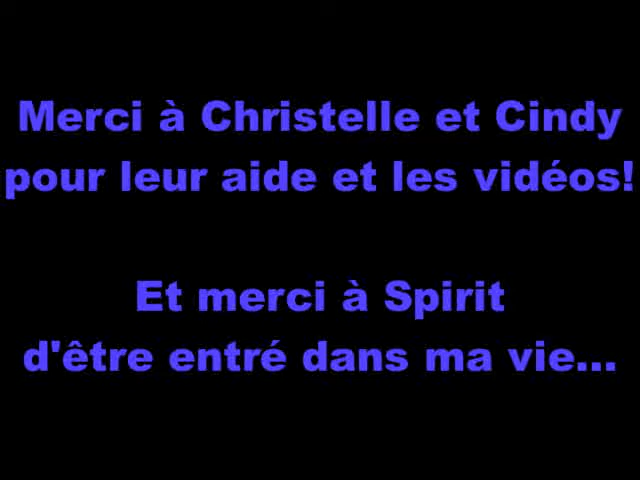 Merci à Christelle et Cindy
pour leur aide et les vidéos!
Et merci à Spirit
d'être entré dans ma vie...